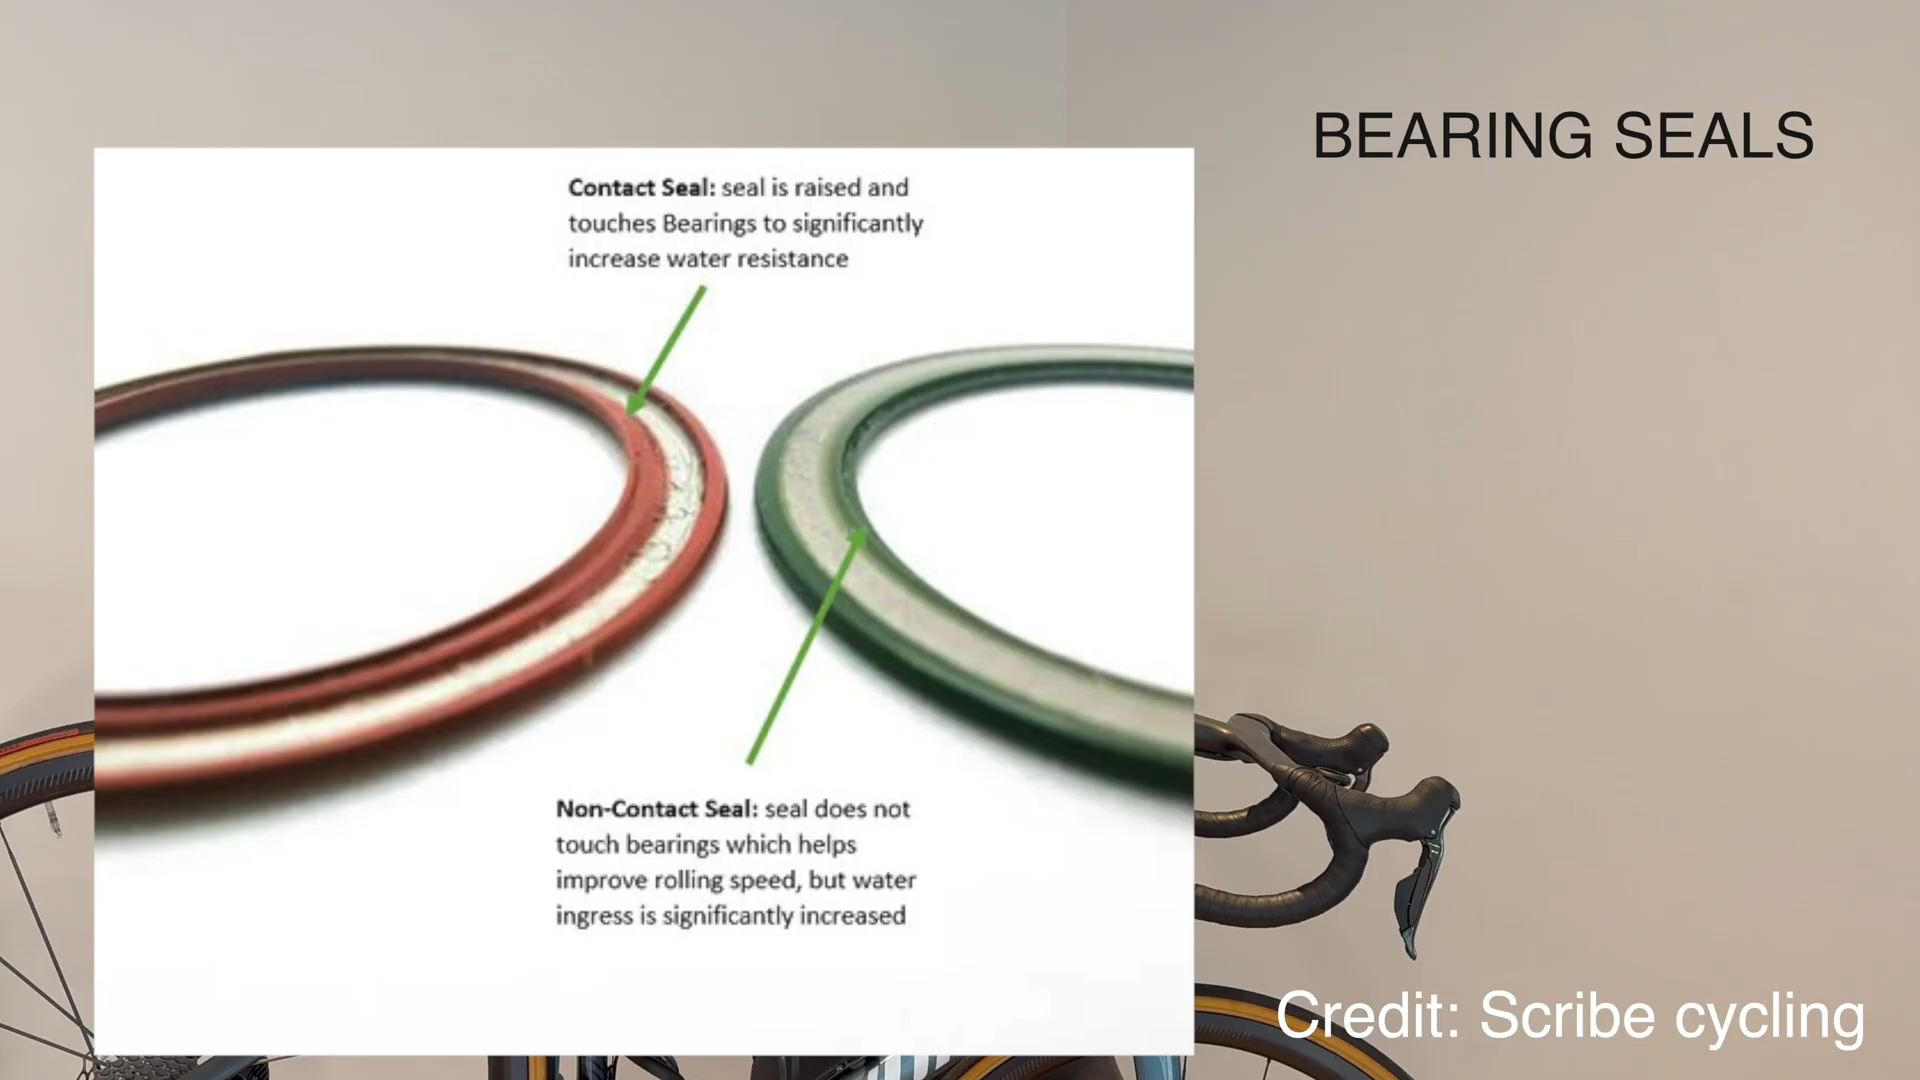 BEARING SEALS
Contact Seal: seal is raised and
touches Bearings to significantly
increase water resistance
Non-Contact Seal: seal does not
touch bearings which helps
improve rolling speed, but water
ingress is significantly increased
Credit: Scribe cycling